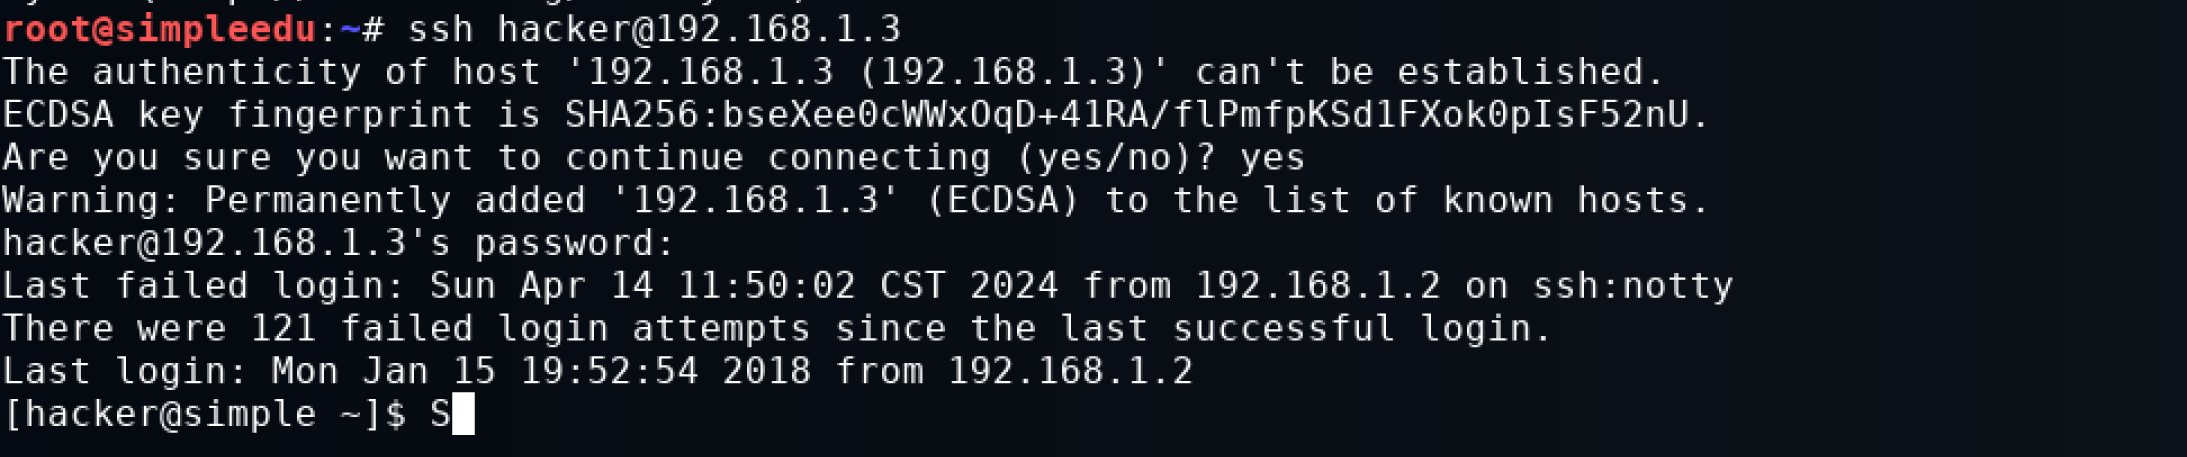 root@simpleedu:~# ssh hacker@192.168.1.3
The authenticity of host '192.168.1.3 (192.168.1.3)' can't be established.
ECDSA key fingerprint is SHA256:bseXee0cWWxOqD+41RA/flPmfpKSd1FXok0pIsF52nU.
Are you sure you want to continue connecting (yes/no)? yes
Warning: Permanently added '192.168.1.3' (ECDSA) to the list of known hosts.
hacker@192.168.1.3's password:
Last failed login: Sun Apr 14 11:50:02 CST 2024 from 192.168.1.2 on ssh:notty
There were 121 failed login attempts since the last successful login.
Last login: Mon Jan 15 19:52:54 2018 from 192.168.1.2
[hacker@simple ~]$ S